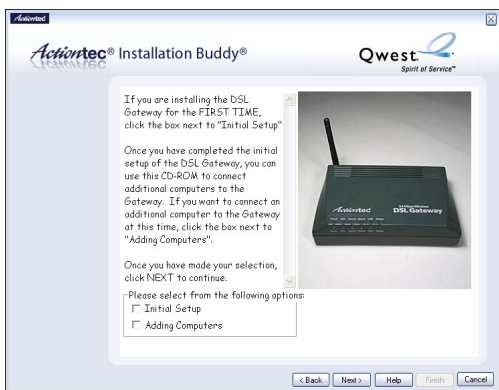 Actiontec
Actiontec® Installation Buddy®
Qwest.
Spirit of Service™
If you are installing the DSL
Gateway for the FIRST TIME,
click the box next to "Initial Setup"
Once you have completed the initial
setup of the DSL Gateway, you can
use this CD-ROM to connect
additional computers to the
Gateway. If you want to connect an
additional computer to the Gateway
at this time, click the box next to
"Adding Computers".
Once you have made your selection,
click NEXT to continue.
Actiontec
DSL Gateway
Please select from the following options:
Initial Setup
Adding Computers
< Back
Next >
Help
Finish
Cancel